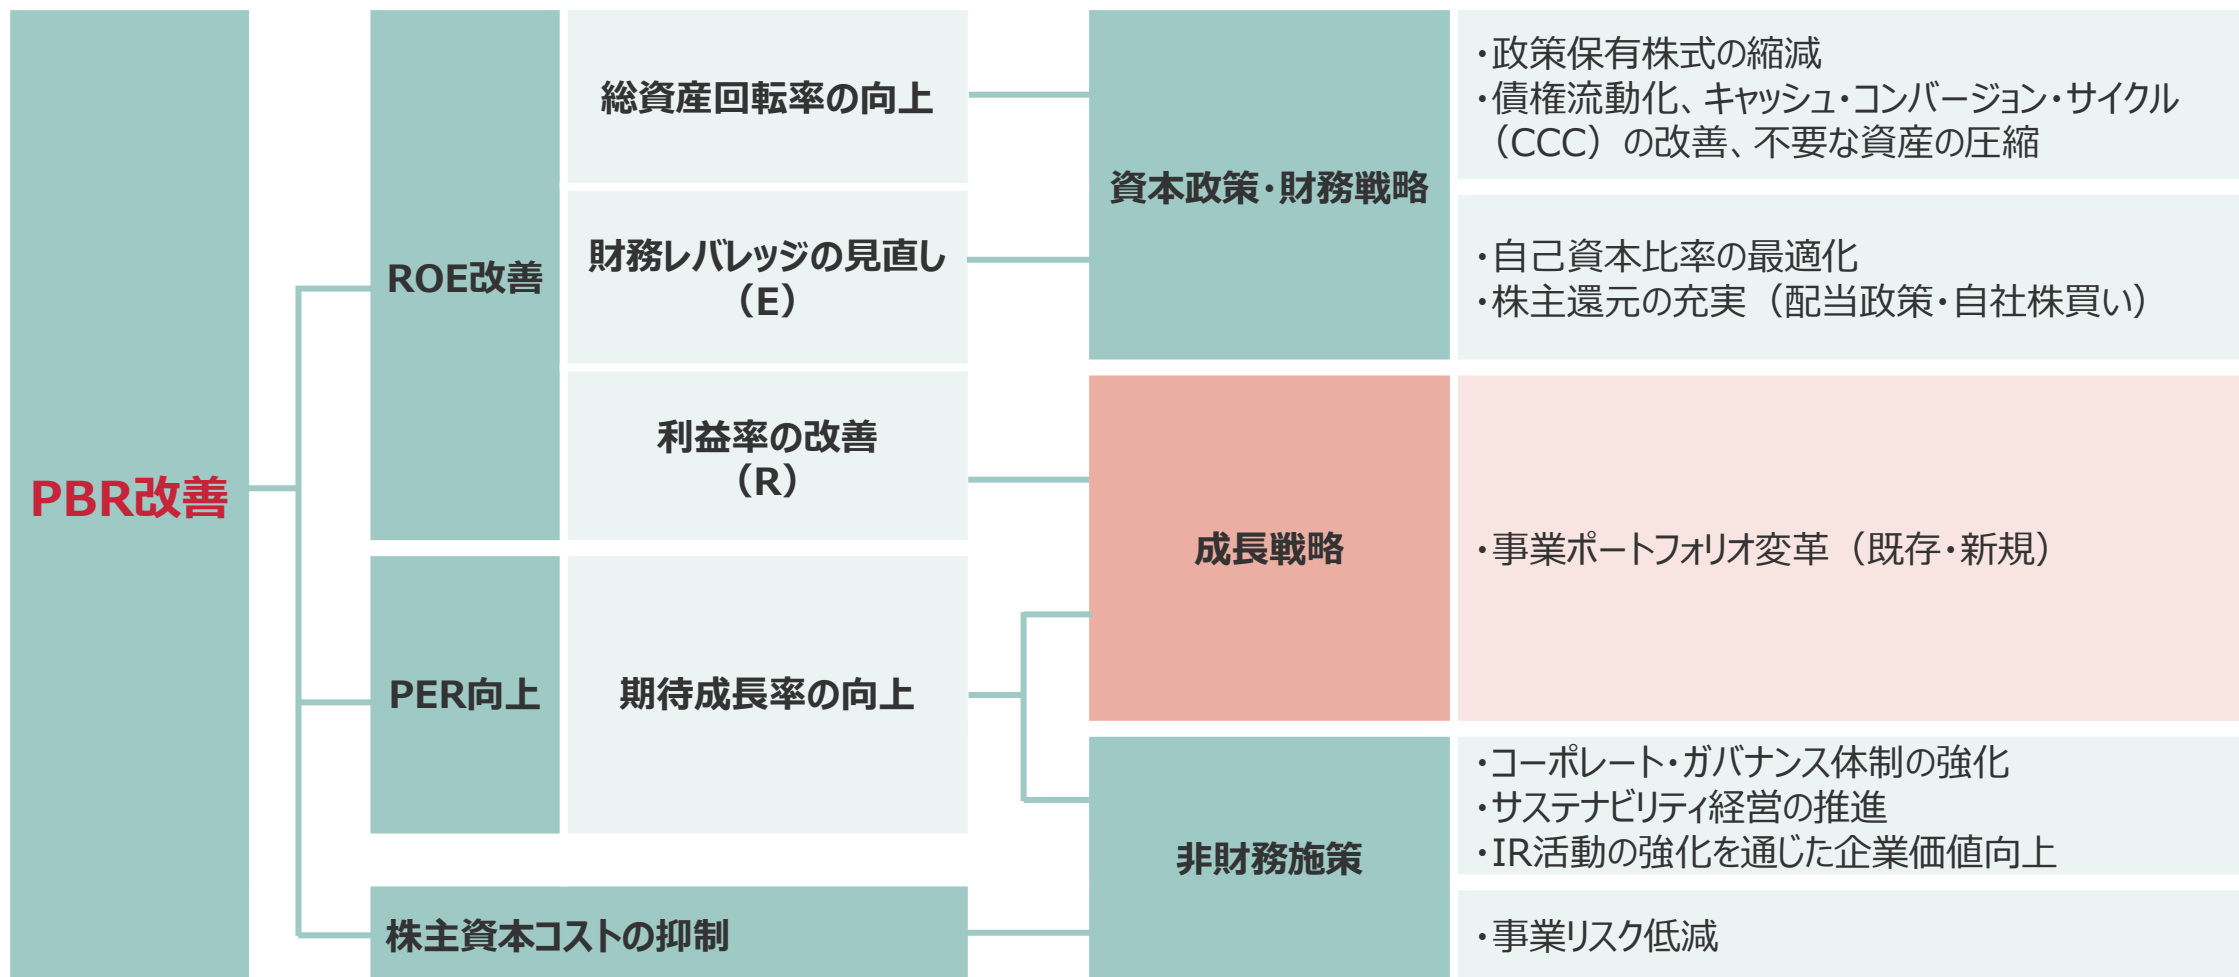 PBR改善
ROE改善
総資産回転率の向上
財務レバレッジの見直し
（E）
利益率の改善
（R）
PER向上
期待成長率の向上
株主資本コストの抑制
資本政策・財務戦略
・政策保有株式の縮減
・債権流動化、キャッシュ・コンバージョン・サイクル
（CCC）の改善、不要な資産の圧縮
・自己資本比率の最適化
・株主還元の充実（配当政策・自社株買い）
成長戦略
・事業ポートフォリオ変革（既存・新規）
非財務施策
・コーポレート・ガバナンス体制の強化
・サステナビリティ経営の推進
・IR活動の強化を通じた企業価値向上
・事業リスク低減